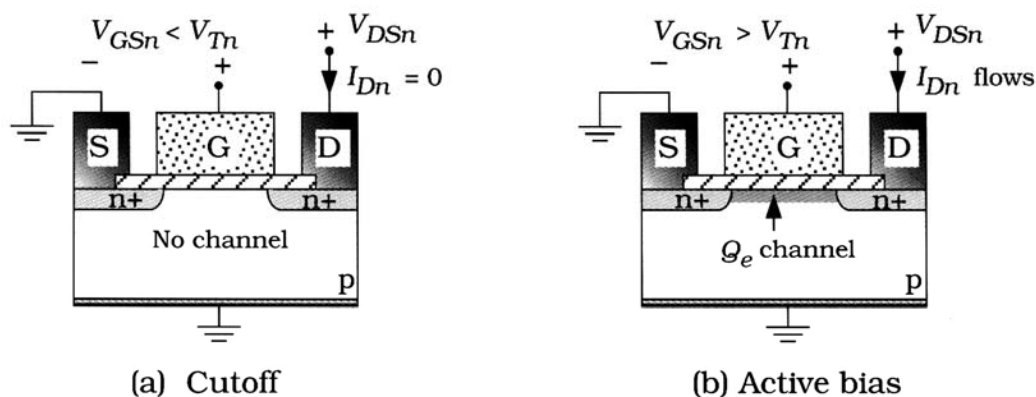 V_GSn < V_Tn
+ V_DSn
− +
I_Dn = 0
S G D
n+ n+
No channel
p
(a) Cutoff
V_GSn > V_Tn
+ V_DSn
− +
I_Dn flows
S G D
n+ n+
Q_e channel
p
(b) Active bias